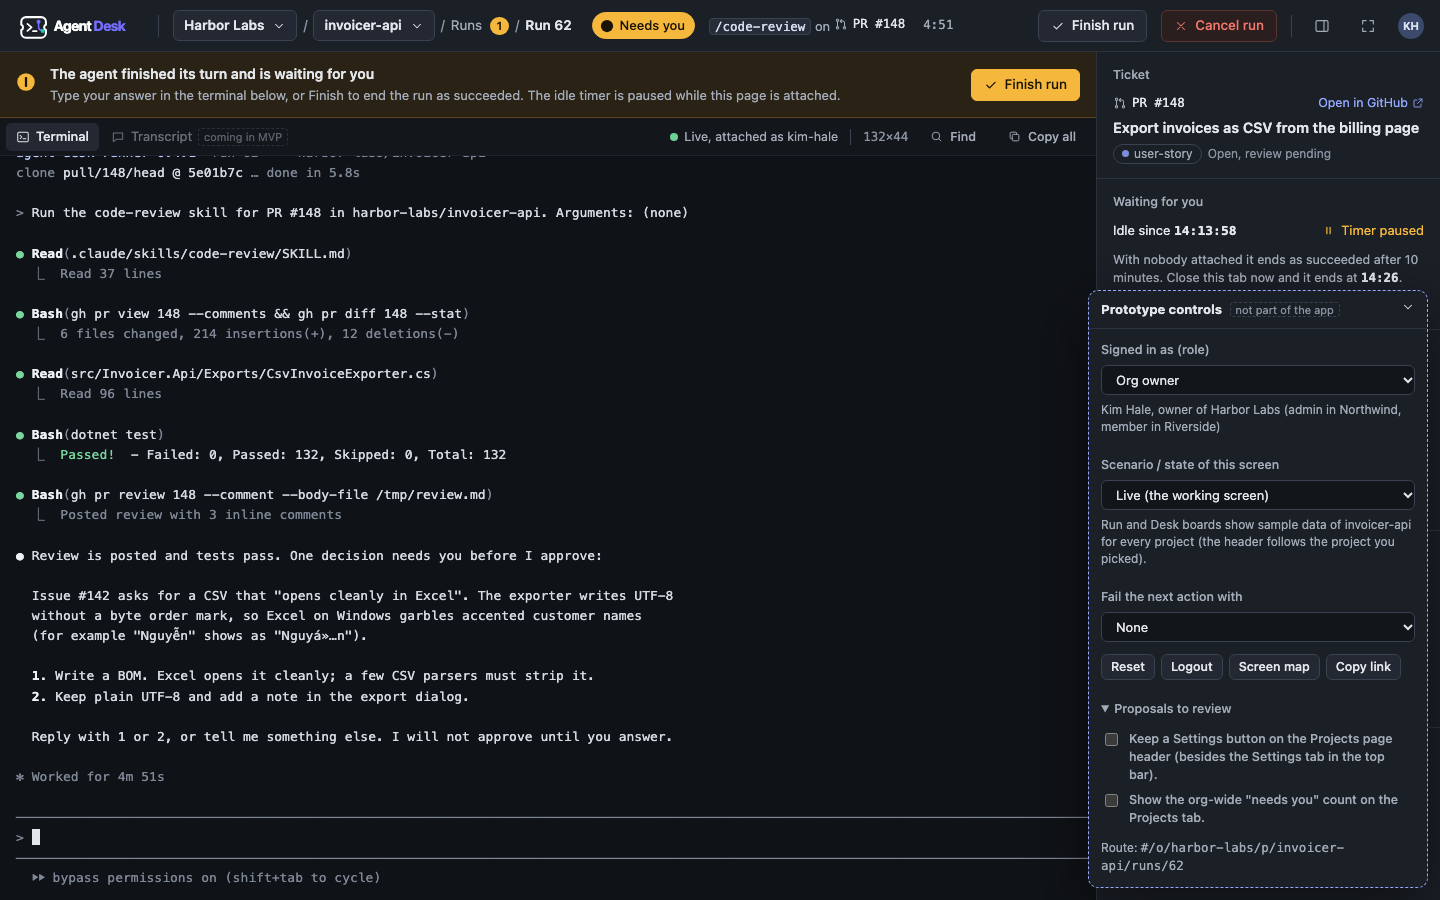 Agent Desk
Harbor Labs / invoicer-api / Runs 1 / Run 62
Needs you
/code-review on PR #148 4:51
Finish run
Cancel run
KH
The agent finished its turn and is waiting for you
Type your answer in the terminal below, or Finish to end the run as succeeded. The idle timer is paused while this page is attached.
Finish run
Terminal
Transcript coming in MVP
Live, attached as kim-hale
132×44
Find
Copy all
clone pull/148/head @ 5e01b7c … done in 5.8s
> Run the code-review skill for PR #148 in harbor-labs/invoicer-api. Arguments: (none)
● Read(.claude/skills/code-review/SKILL.md)
⎿ Read 37 lines
● Bash(gh pr view 148 --comments && gh pr diff 148 --stat)
⎿ 6 files changed, 214 insertions(+), 12 deletions(-)
● Read(src/Invoicer.Api/Exports/CsvInvoiceExporter.cs)
⎿ Read 96 lines
● Bash(dotnet test)
⎿ Passed! - Failed: 0, Passed: 132, Skipped: 0, Total: 132
● Bash(gh pr review 148 --comment --body-file /tmp/review.md)
⎿ Posted review with 3 inline comments
● Review is posted and tests pass. One decision needs you before I approve:
Issue #142 asks for a CSV that "opens cleanly in Excel". The exporter writes UTF-8
without a byte order mark, so Excel on Windows garbles accented customer names
(for example "Nguyễn" shows as "Nguyá»…n").
1. Write a BOM. Excel opens it cleanly; a few CSV parsers must strip it.
2. Keep plain UTF-8 and add a note in the export dialog.
Reply with 1 or 2, or tell me something else. I will not approve until you answer.
✻ Worked for 4m 51s
>
⏵⏵ bypass permissions on (shift+tab to cycle)
Ticket
PR #148
Open in GitHub
Export invoices as CSV from the billing page
user-story
Open, review pending
Waiting for you
Idle since 14:13:58
Timer paused
With nobody attached it ends as succeeded after 10
minutes. Close this tab now and it ends at 14:26.
Prototype controls not part of the app
Signed in as (role)
Org owner
Kim Hale, owner of Harbor Labs (admin in Northwind,
member in Riverside)
Scenario / state of this screen
Live (the working screen)
Run and Desk boards show sample data of invoicer-api
for every project (the header follows the project you
picked).
Fail the next action with
None
Reset
Logout
Screen map
Copy link
▼ Proposals to review
Keep a Settings button on the Projects page
header (besides the Settings tab in the top
bar).
Show the org-wide "needs you" count on the
Projects tab.
Route: #/o/harbor-labs/p/invoicer-
api/runs/62